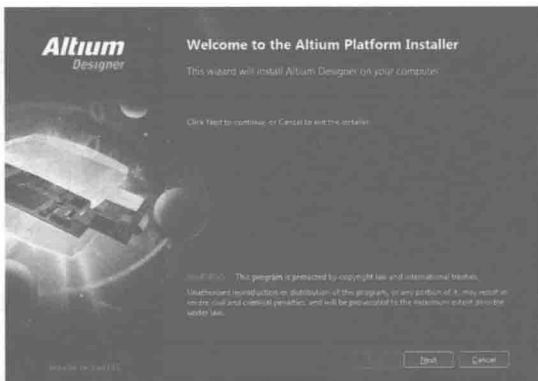 Altium
Designer
Welcome to the Altium Platform Installer
This wizard will install Altium Designer on your computer
Click Next to continue or Cancel to exit the installer
This program is protected by copyright law and international treaties.
Unauthorized reproduction or distribution of this program, or any portion of it, may result in
severe civil and criminal penalties, and will be prosecuted to the maximum extent possible
under law.
Next
Cancel